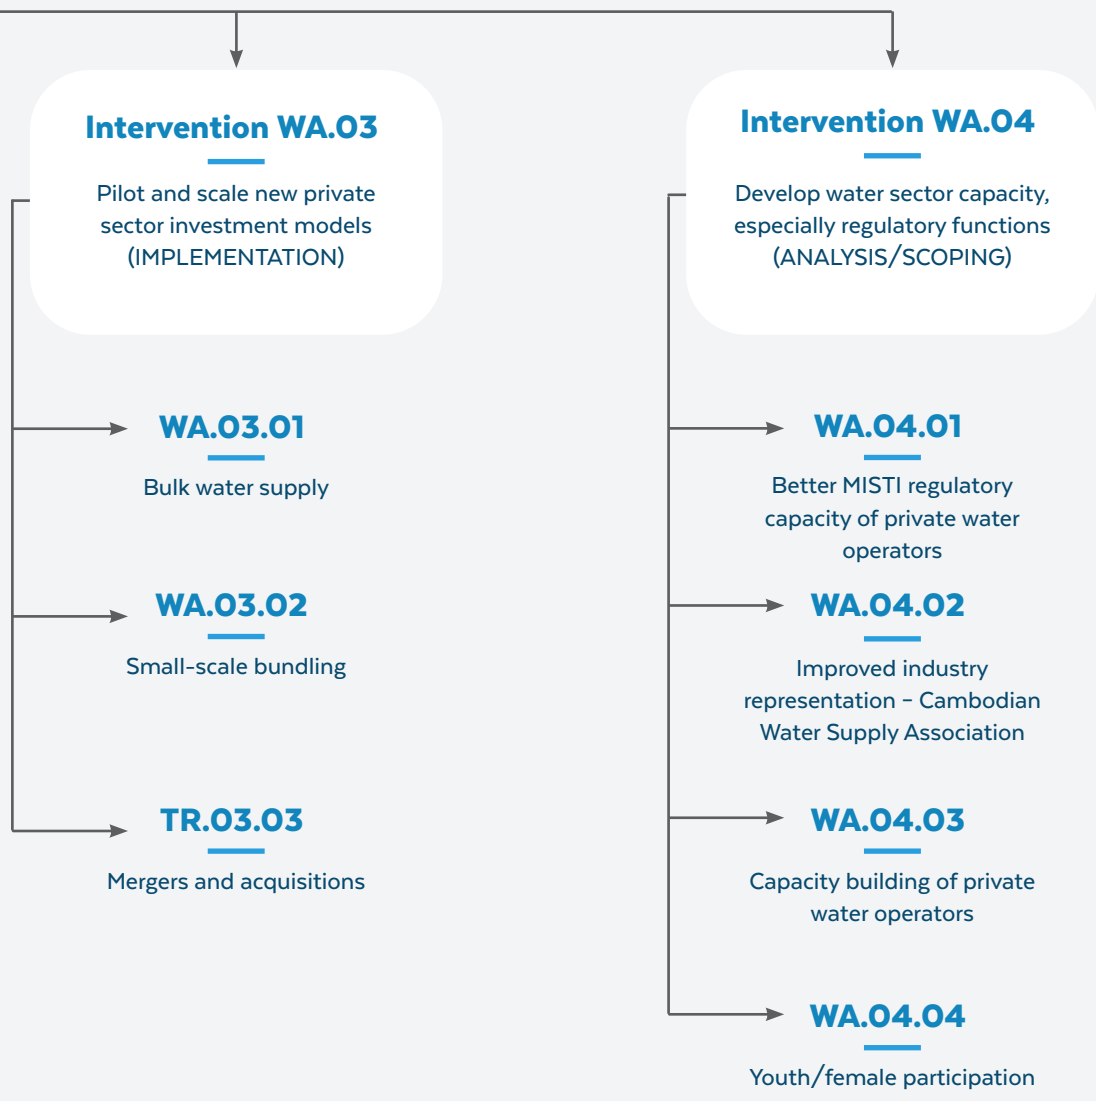 Intervention WA.03
Pilot and scale new private
sector investment models
(IMPLEMENTATION)
WA.03.01
Bulk water supply
WA.03.02
Small-scale bundling
TR.03.03
Mergers and acquisitions
Intervention WA.04
Develop water sector capacity,
especially regulatory functions
(ANALYSIS/SCOPING)
WA.04.01
Better MISTI regulatory
capacity of private water
operators
WA.04.02
Improved industry
representation – Cambodian
Water Supply Association
WA.04.03
Capacity building of private
water operators
WA.04.04
Youth/female participation